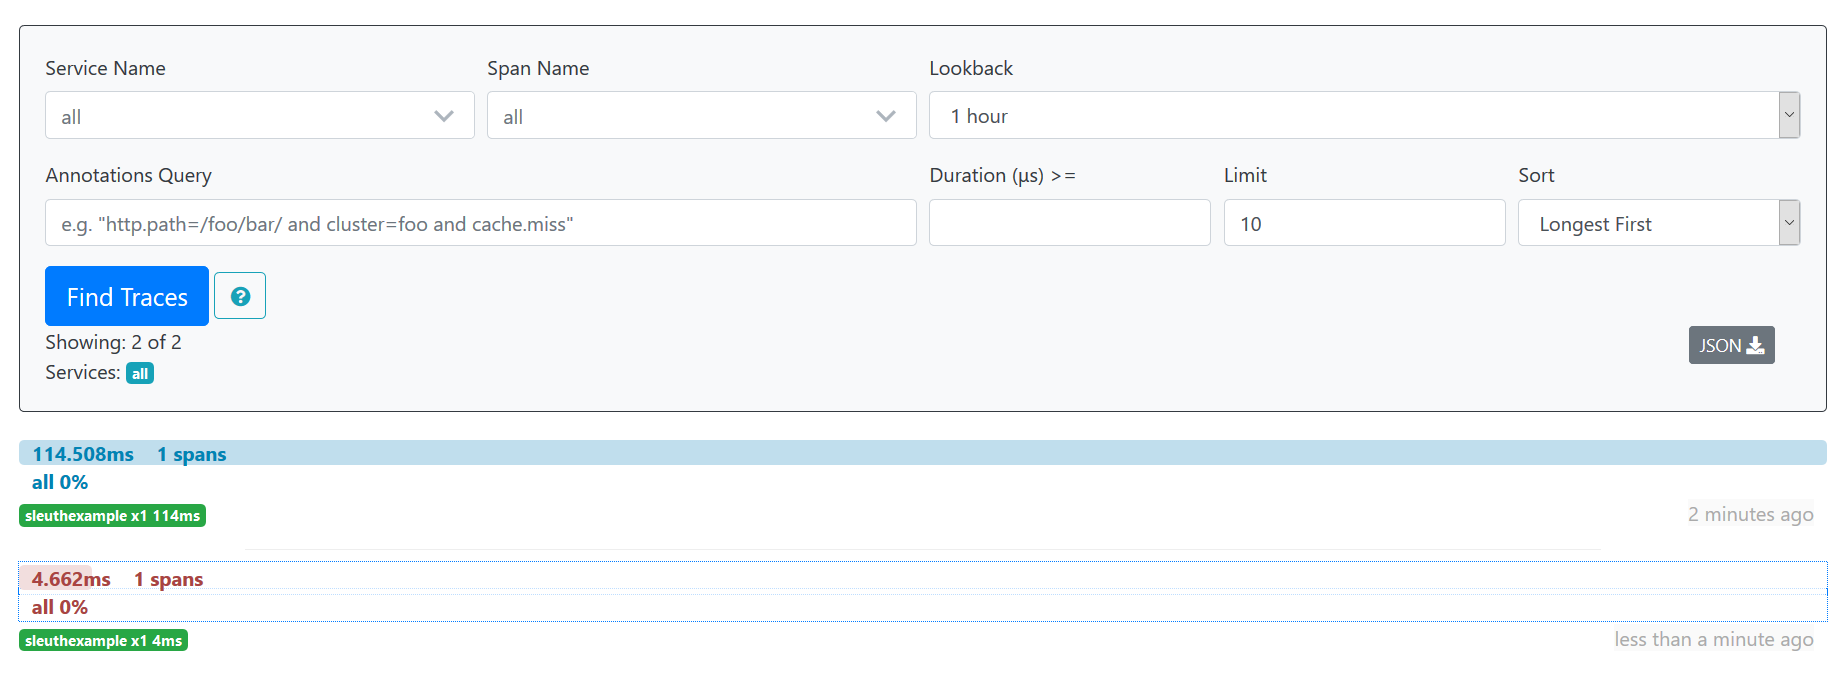 Service Name Span Name Lookback
all all 1 hour
Annotations Query Duration (µs) >= Limit Sort
e.g. "http.path=/foo/bar/ and cluster=foo and cache.miss" 10 Longest First
Find Traces ?
Showing: 2 of 2
JSON
Services: all
114.508ms 1 spans
all 0%
sleuthexample x1 114ms 2 minutes ago
4.662ms 1 spans
all 0%
sleuthexample x1 4ms less than a minute ago